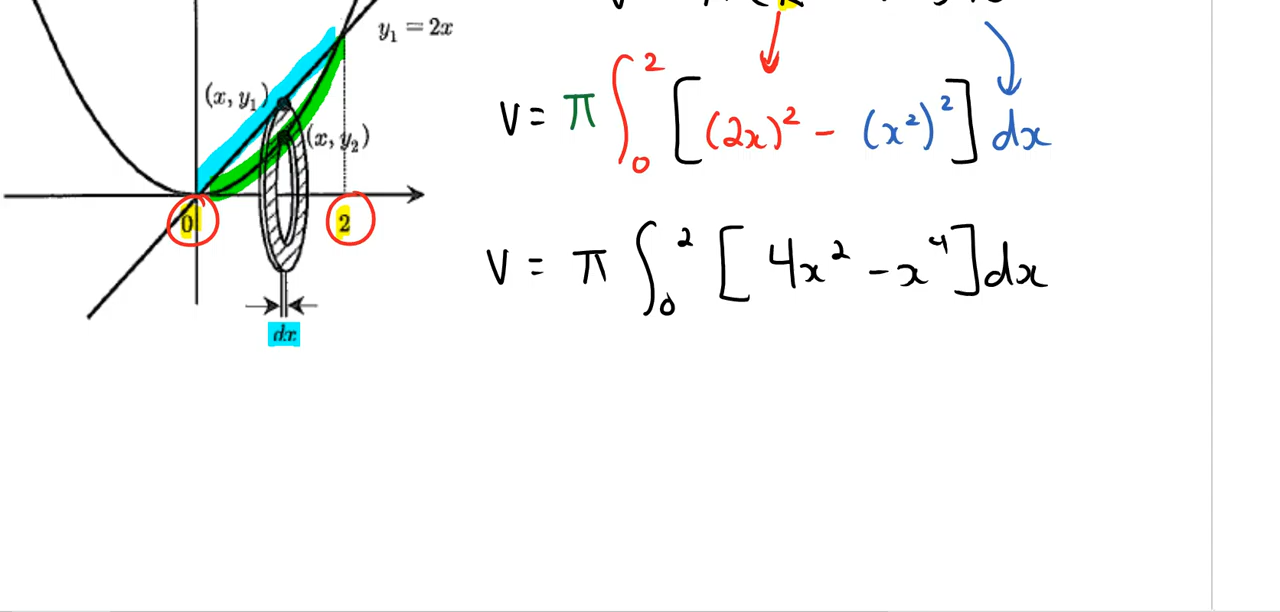 y₁ = 2x
(x, y₁)
(x, y₂)
0
2
dx
V = π ∫₀² [(2x)² - (x²)²] dx
V = π ∫₀² [4x² - x⁴] dx